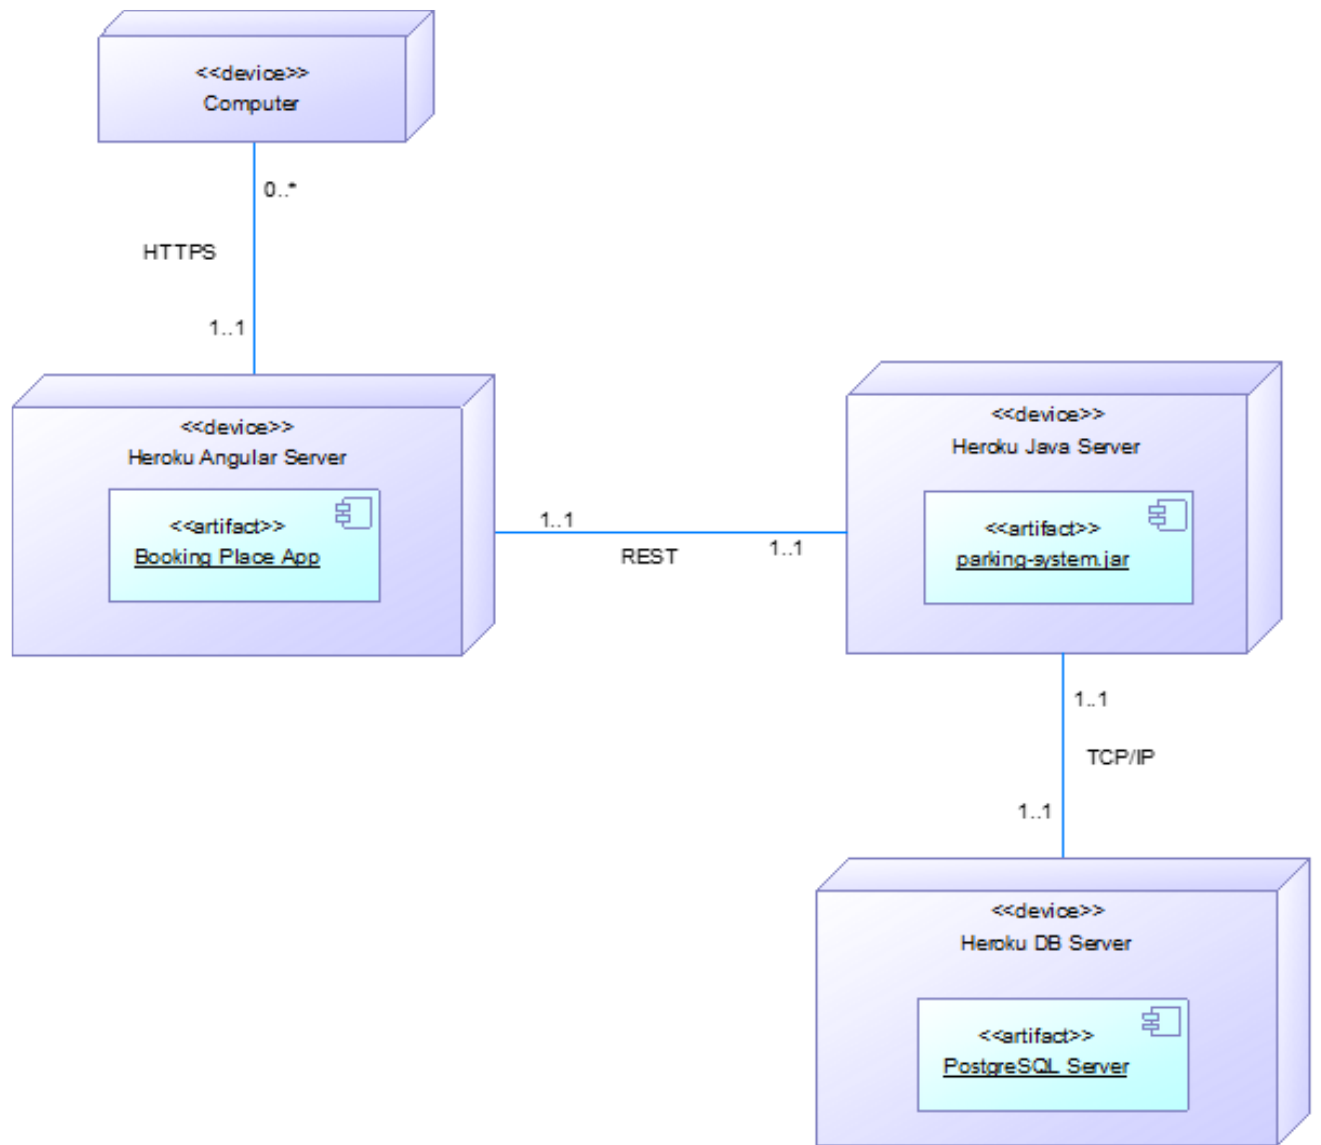 <<device>>
Computer
0..*
HTTPS
1..1
<<device>>
Heroku Angular Server
<<artifact>>
Booking Place App
1..1
REST
1..1
<<device>>
Heroku Java Server
<<artifact>>
parking-system.jar
1..1
TCP/IP
1..1
<<device>>
Heroku DB Server
<<artifact>>
PostgreSQL Server